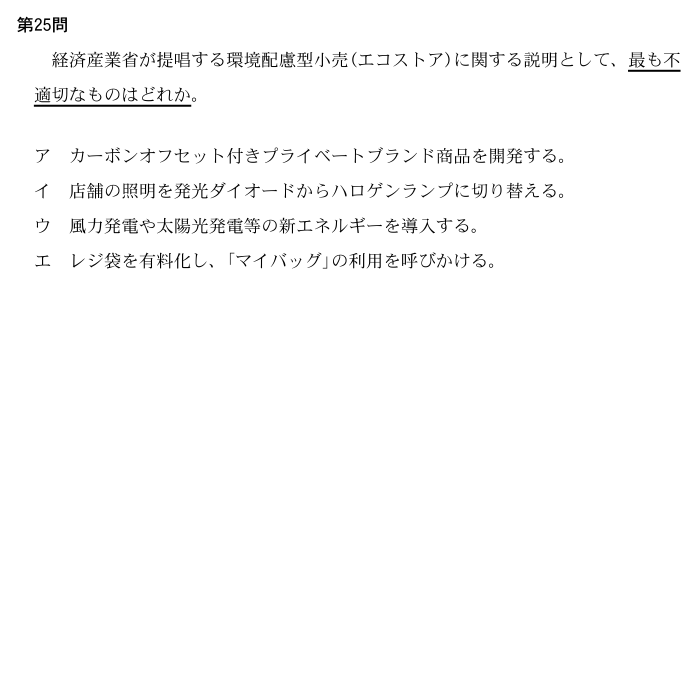 第25問
経済産業省が提唱する環境配慮型小売(エコストア)に関する説明として、最も不
適切なものはどれか。
ア　カーボンオフセット付きプライベートブランド商品を開発する。
イ　店舗の照明を発光ダイオードからハロゲンランプに切り替える。
ウ　風力発電や太陽光発電等の新エネルギーを導入する。
エ　レジ袋を有料化し、「マイバッグ」の利用を呼びかける。